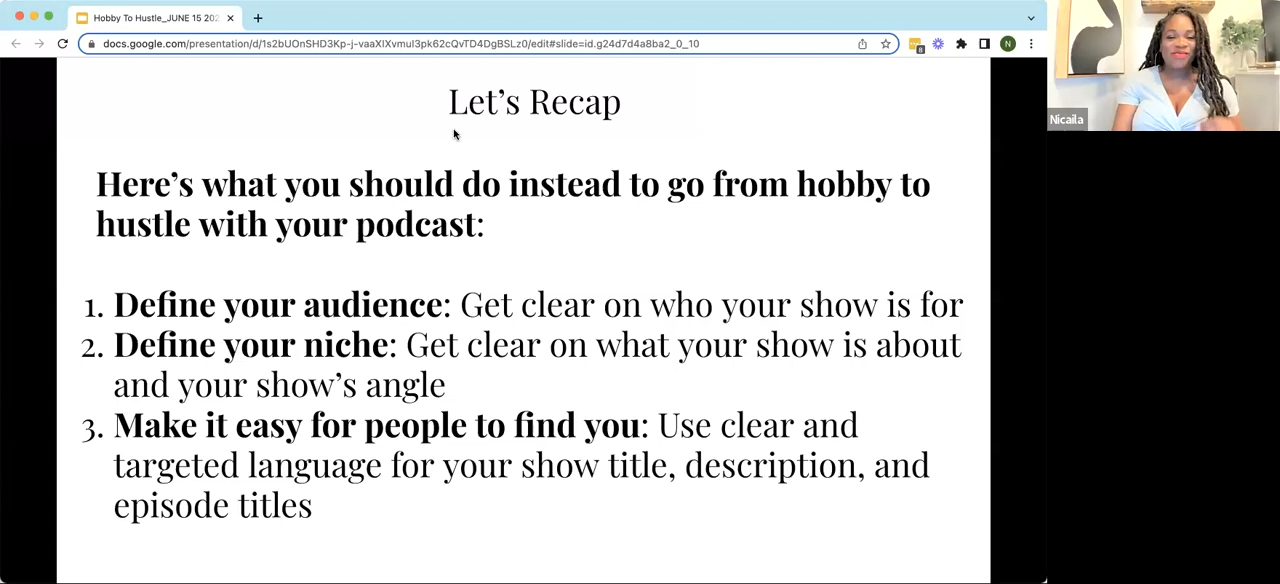 Hobby To Hustle_JUNE 15 202
docs.google.com/presentation/d/1s2bUOnSHD3Kp-j-vaaXIXvmuI3pk62cQvTD4DgBSLz0/edit#slide=id.g24d7d4a8ba2_0_10
8
N
Nicaila
Let’s Recap
Here’s what you should do instead to go from hobby to
hustle with your podcast:
1. Define your audience: Get clear on who your show is for
2. Define your niche: Get clear on what your show is about
and your show’s angle
3. Make it easy for people to find you: Use clear and
targeted language for your show title, description, and
episode titles